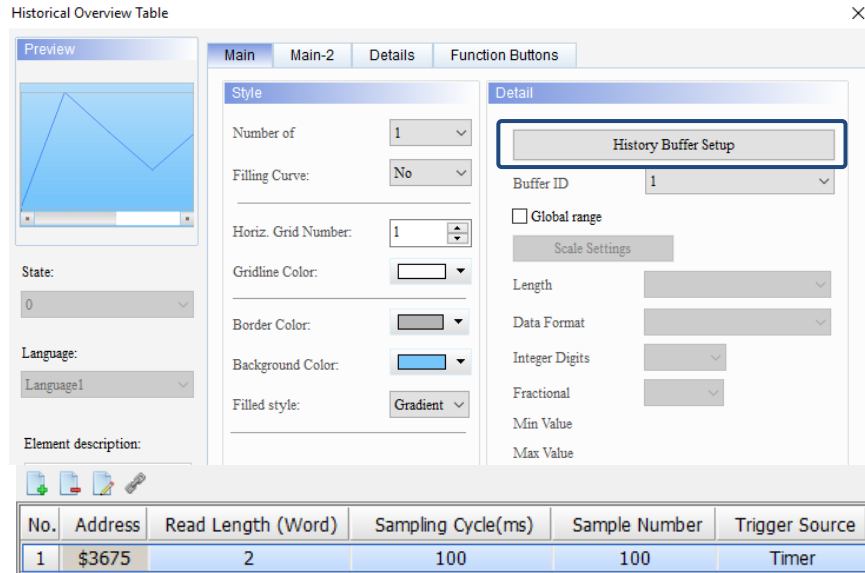 Historical Overview Table
Preview
Main Main-2 Details Function Buttons
Style
Detail
Number of 1
History Buffer Setup
Filling Curve: No
Buffer ID 1
Global range
Horiz. Grid Number: 1
Scale Settings
State:
Gridline Color:
Length
0
Border Color:
Data Format
Language:
Background Color:
Integer Digits
Language1
Filled style: Gradient
Fractional
Min Value
Element description:
Max Value
No. Address Read Length (Word) Sampling Cycle(ms) Sample Number Trigger Source
1 $3675 2 100 100 Timer